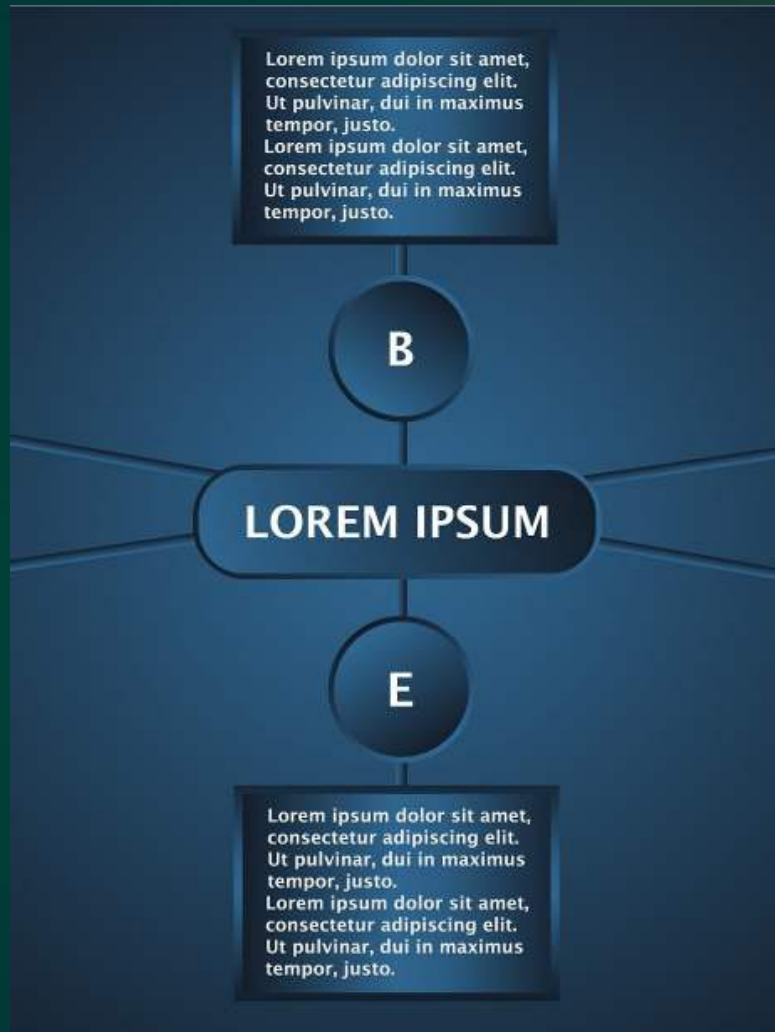 Lorem ipsum dolor sit amet,
consectetur adipiscing elit.
Ut pulvinar, dui in maximus
tempor, justo.
Lorem ipsum dolor sit amet,
consectetur adipiscing elit.
Ut pulvinar, dui in maximus
tempor, justo.
B
LOREM IPSUM
E
Lorem ipsum dolor sit amet,
consectetur adipiscing elit.
Ut pulvinar, dui in maximus
tempor, justo.
Lorem ipsum dolor sit amet,
consectetur adipiscing elit.
Ut pulvinar, dui in maximus
tempor, justo.